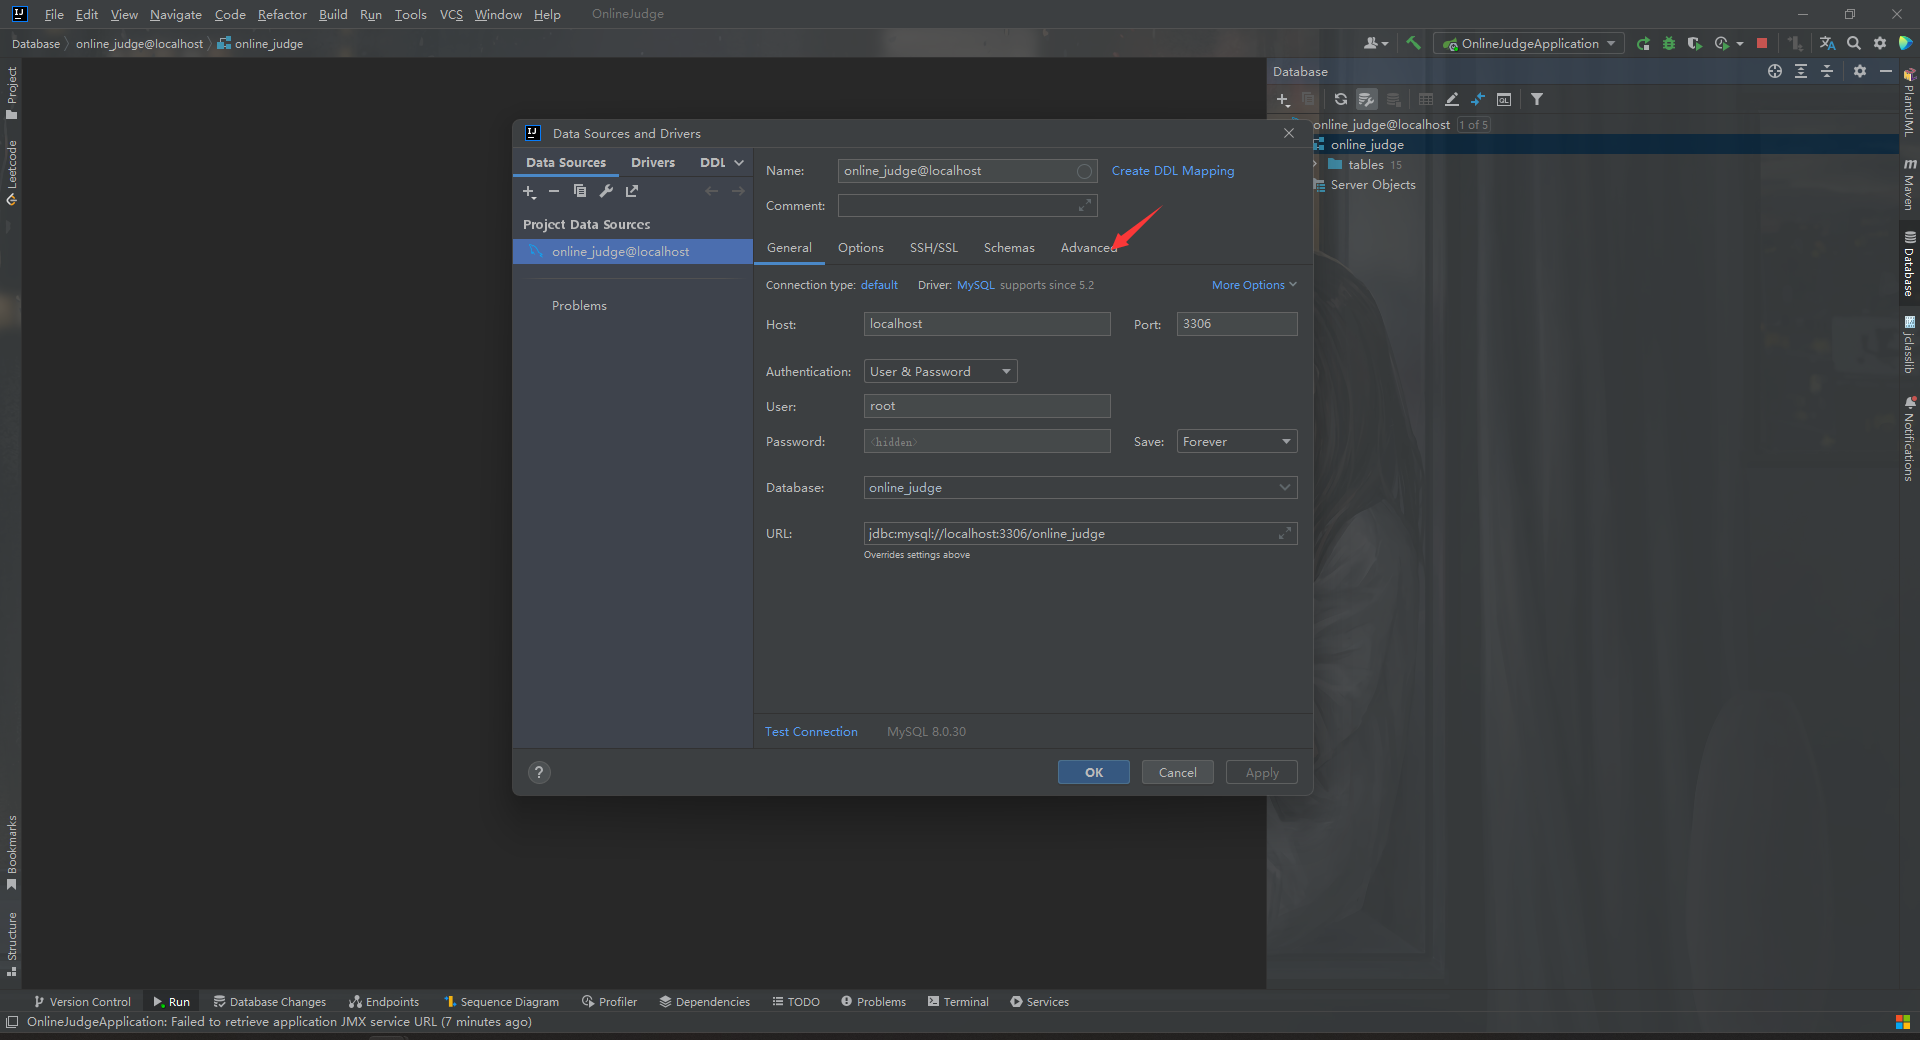 File Edit View Navigate Code Refactor Build Run Tools VCS Window Help OnlineJudge
Database online_judge@localhost online_judge
OnlineJudgeApplication
Project
Leetcode
Bookmarks
Structure
Database
online_judge@localhost 1 of 5
online_judge
tables 15
Server Objects
PlantUML
Maven
Database
jclasslib
Notifications
Data Sources and Drivers
Data Sources Drivers DDL
Project Data Sources
online_judge@localhost
Problems
Name: online_judge@localhost Create DDL Mapping
Comment:
General Options SSH/SSL Schemas Advanced
Connection type: default Driver: MySQL supports since 5.2 More Options
Host: localhost Port: 3306
Authentication: User & Password
User: root
Password: <hidden> Save: Forever
Database: online_judge
URL: jdbc:mysql://localhost:3306/online_judge
Overrides settings above
Test Connection MySQL 8.0.30
? OK Cancel Apply
Version Control Run Database Changes Endpoints Sequence Diagram Profiler Dependencies TODO Problems Terminal Services
OnlineJudgeApplication: Failed to retrieve application JMX service URL (7 minutes ago)